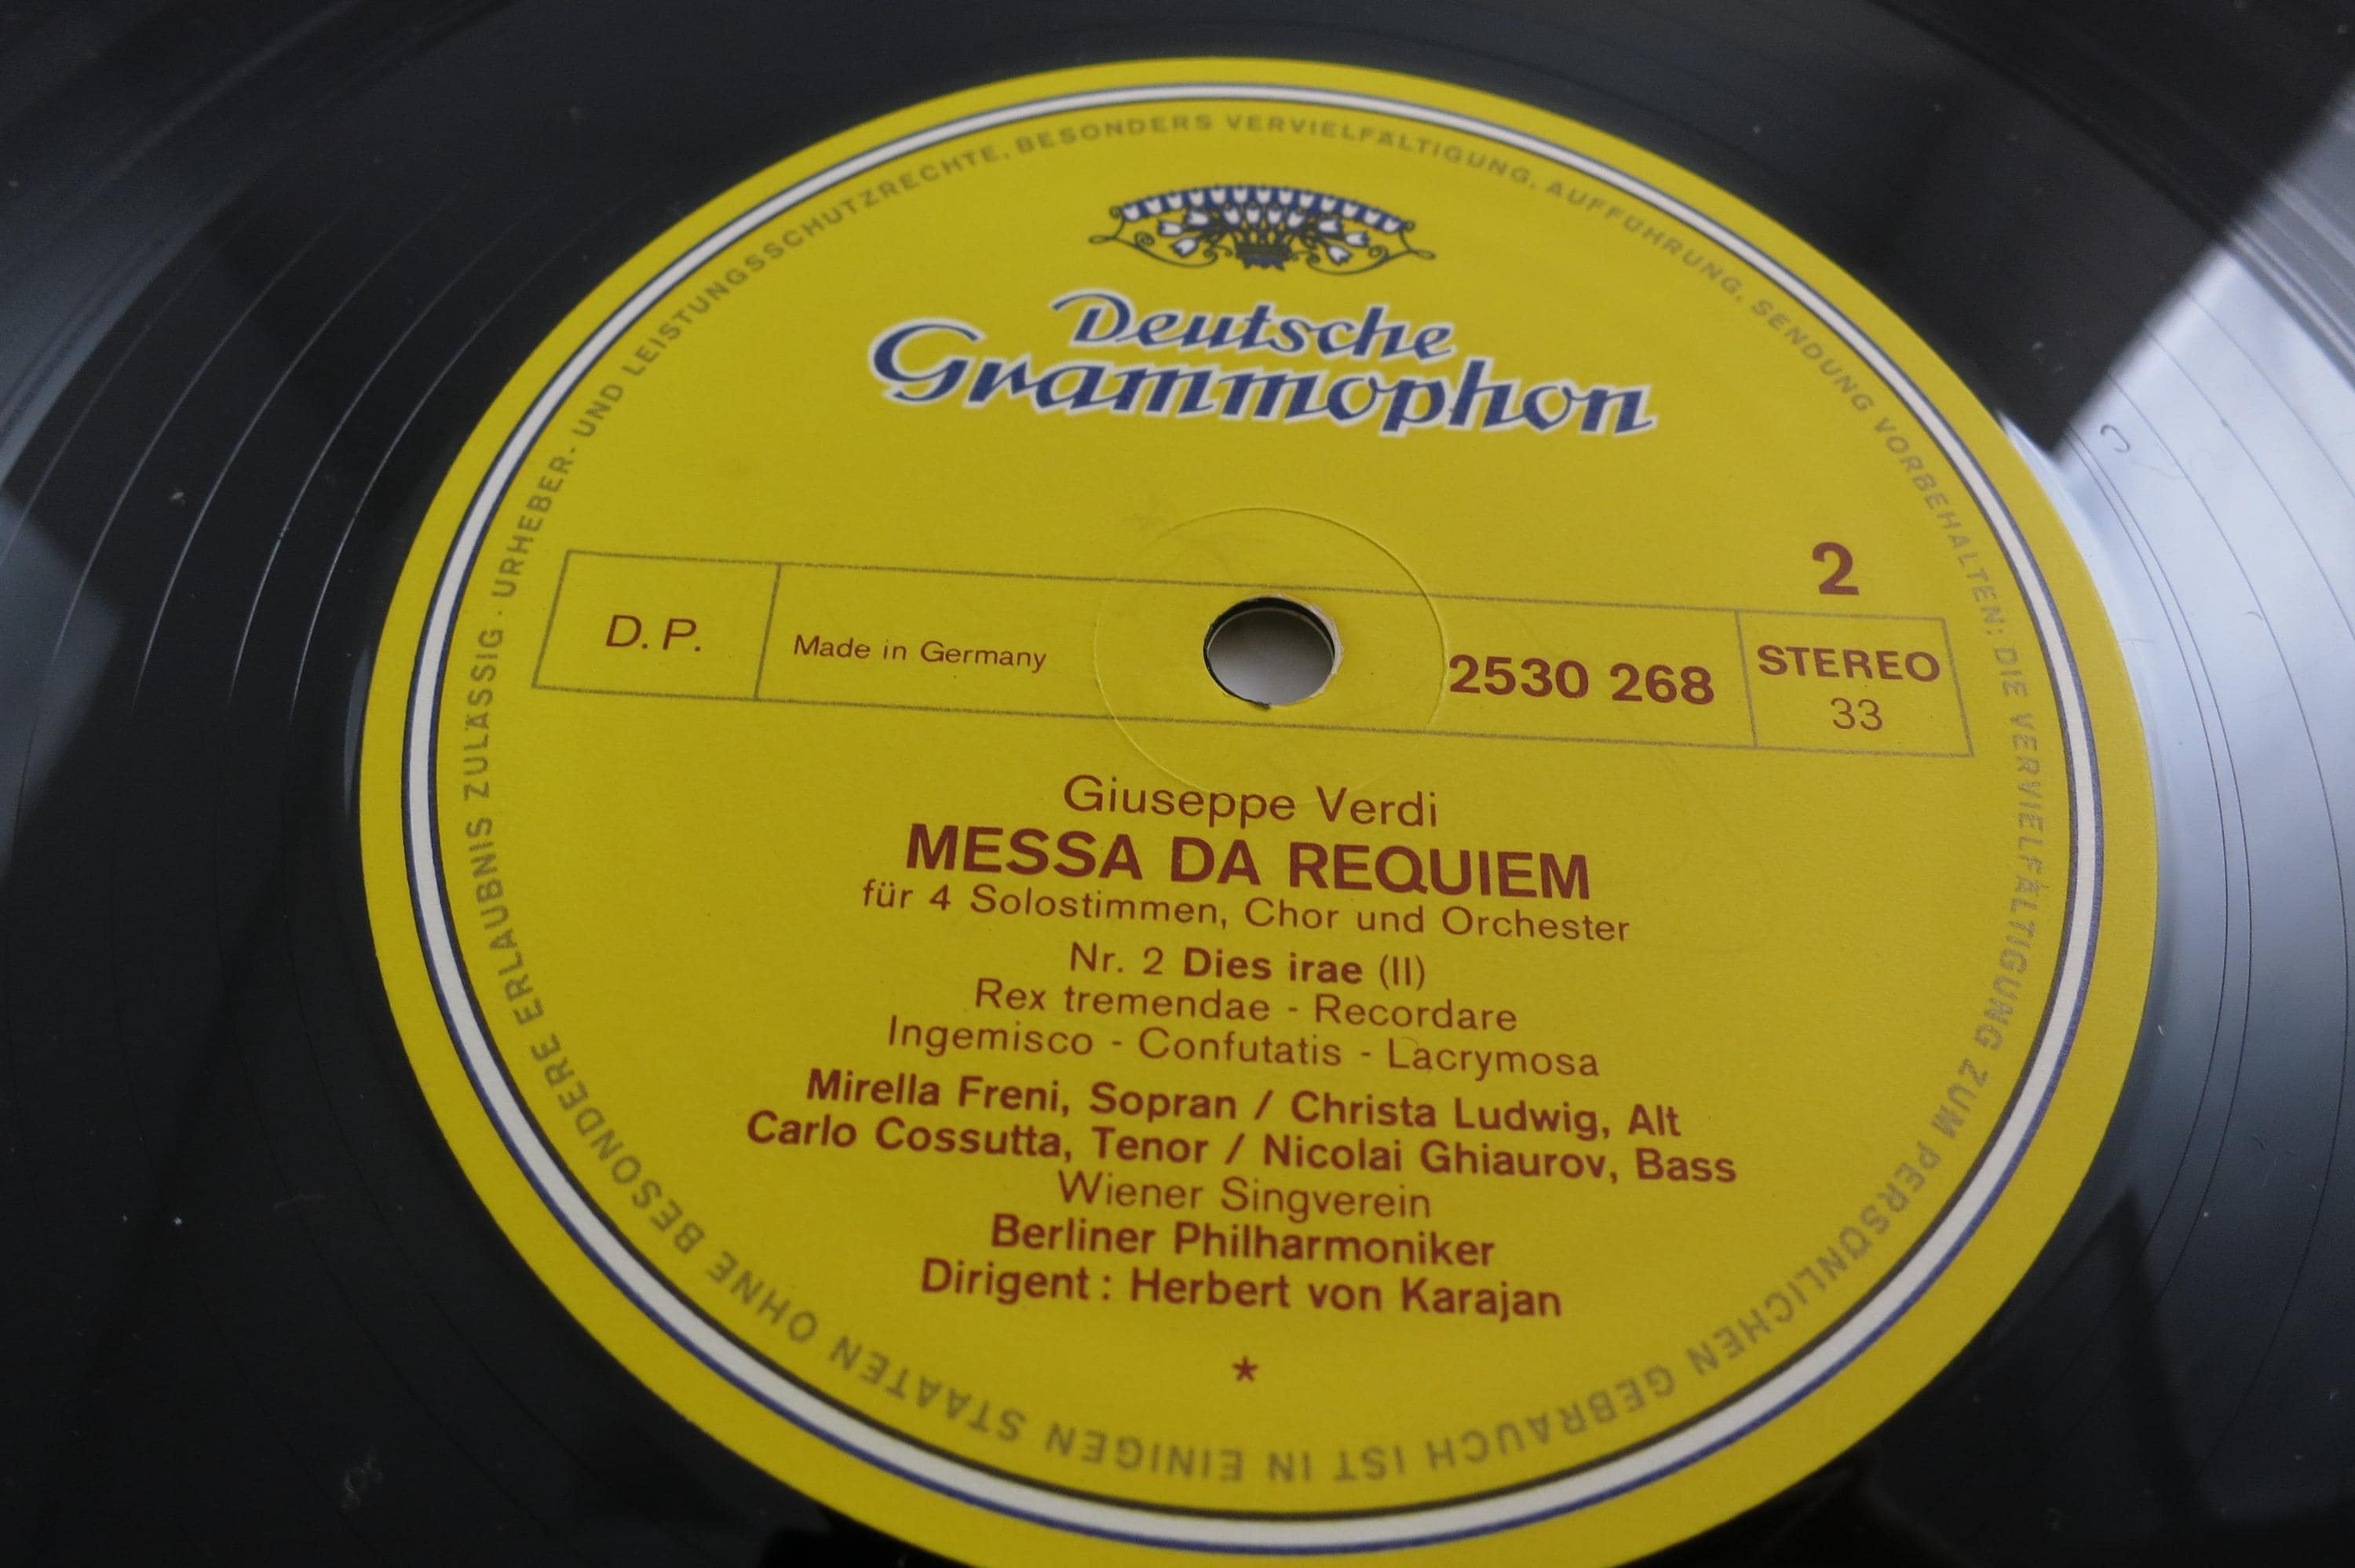 Deutsche
Grammophon
2
D. P.
Made in Germany
2530 268
STEREO
33
Giuseppe Verdi
MESSA DA REQUIEM
für 4 Solostimmen, Chor und Orchester
Nr. 2 Dies irae (II)
Rex tremendae - Recordare
Ingemisco - Confutatis - Lacrymosa
Mirella Freni, Sopran / Christa Ludwig, Alt
Carlo Cossutta, Tenor / Nicolai Ghiaurov, Bass
Wiener Singverein
Berliner Philharmoniker
Dirigent : Herbert von Karajan
*
URHEBER- UND LEISTUNGSSCHUTZRECHTE, BESONDERS VERVIELFÄLTIGUNG, AUFFÜHRUNG, SENDUNG VORBEHALTEN: DIE VERVIELFÄLTIGUNG ZUM PERSÖNLICHEN GEBRAUCH IST IN EINIGEN STAATEN OHNE BESONDERE ERLAUBNIS ZULÄSSIG ·